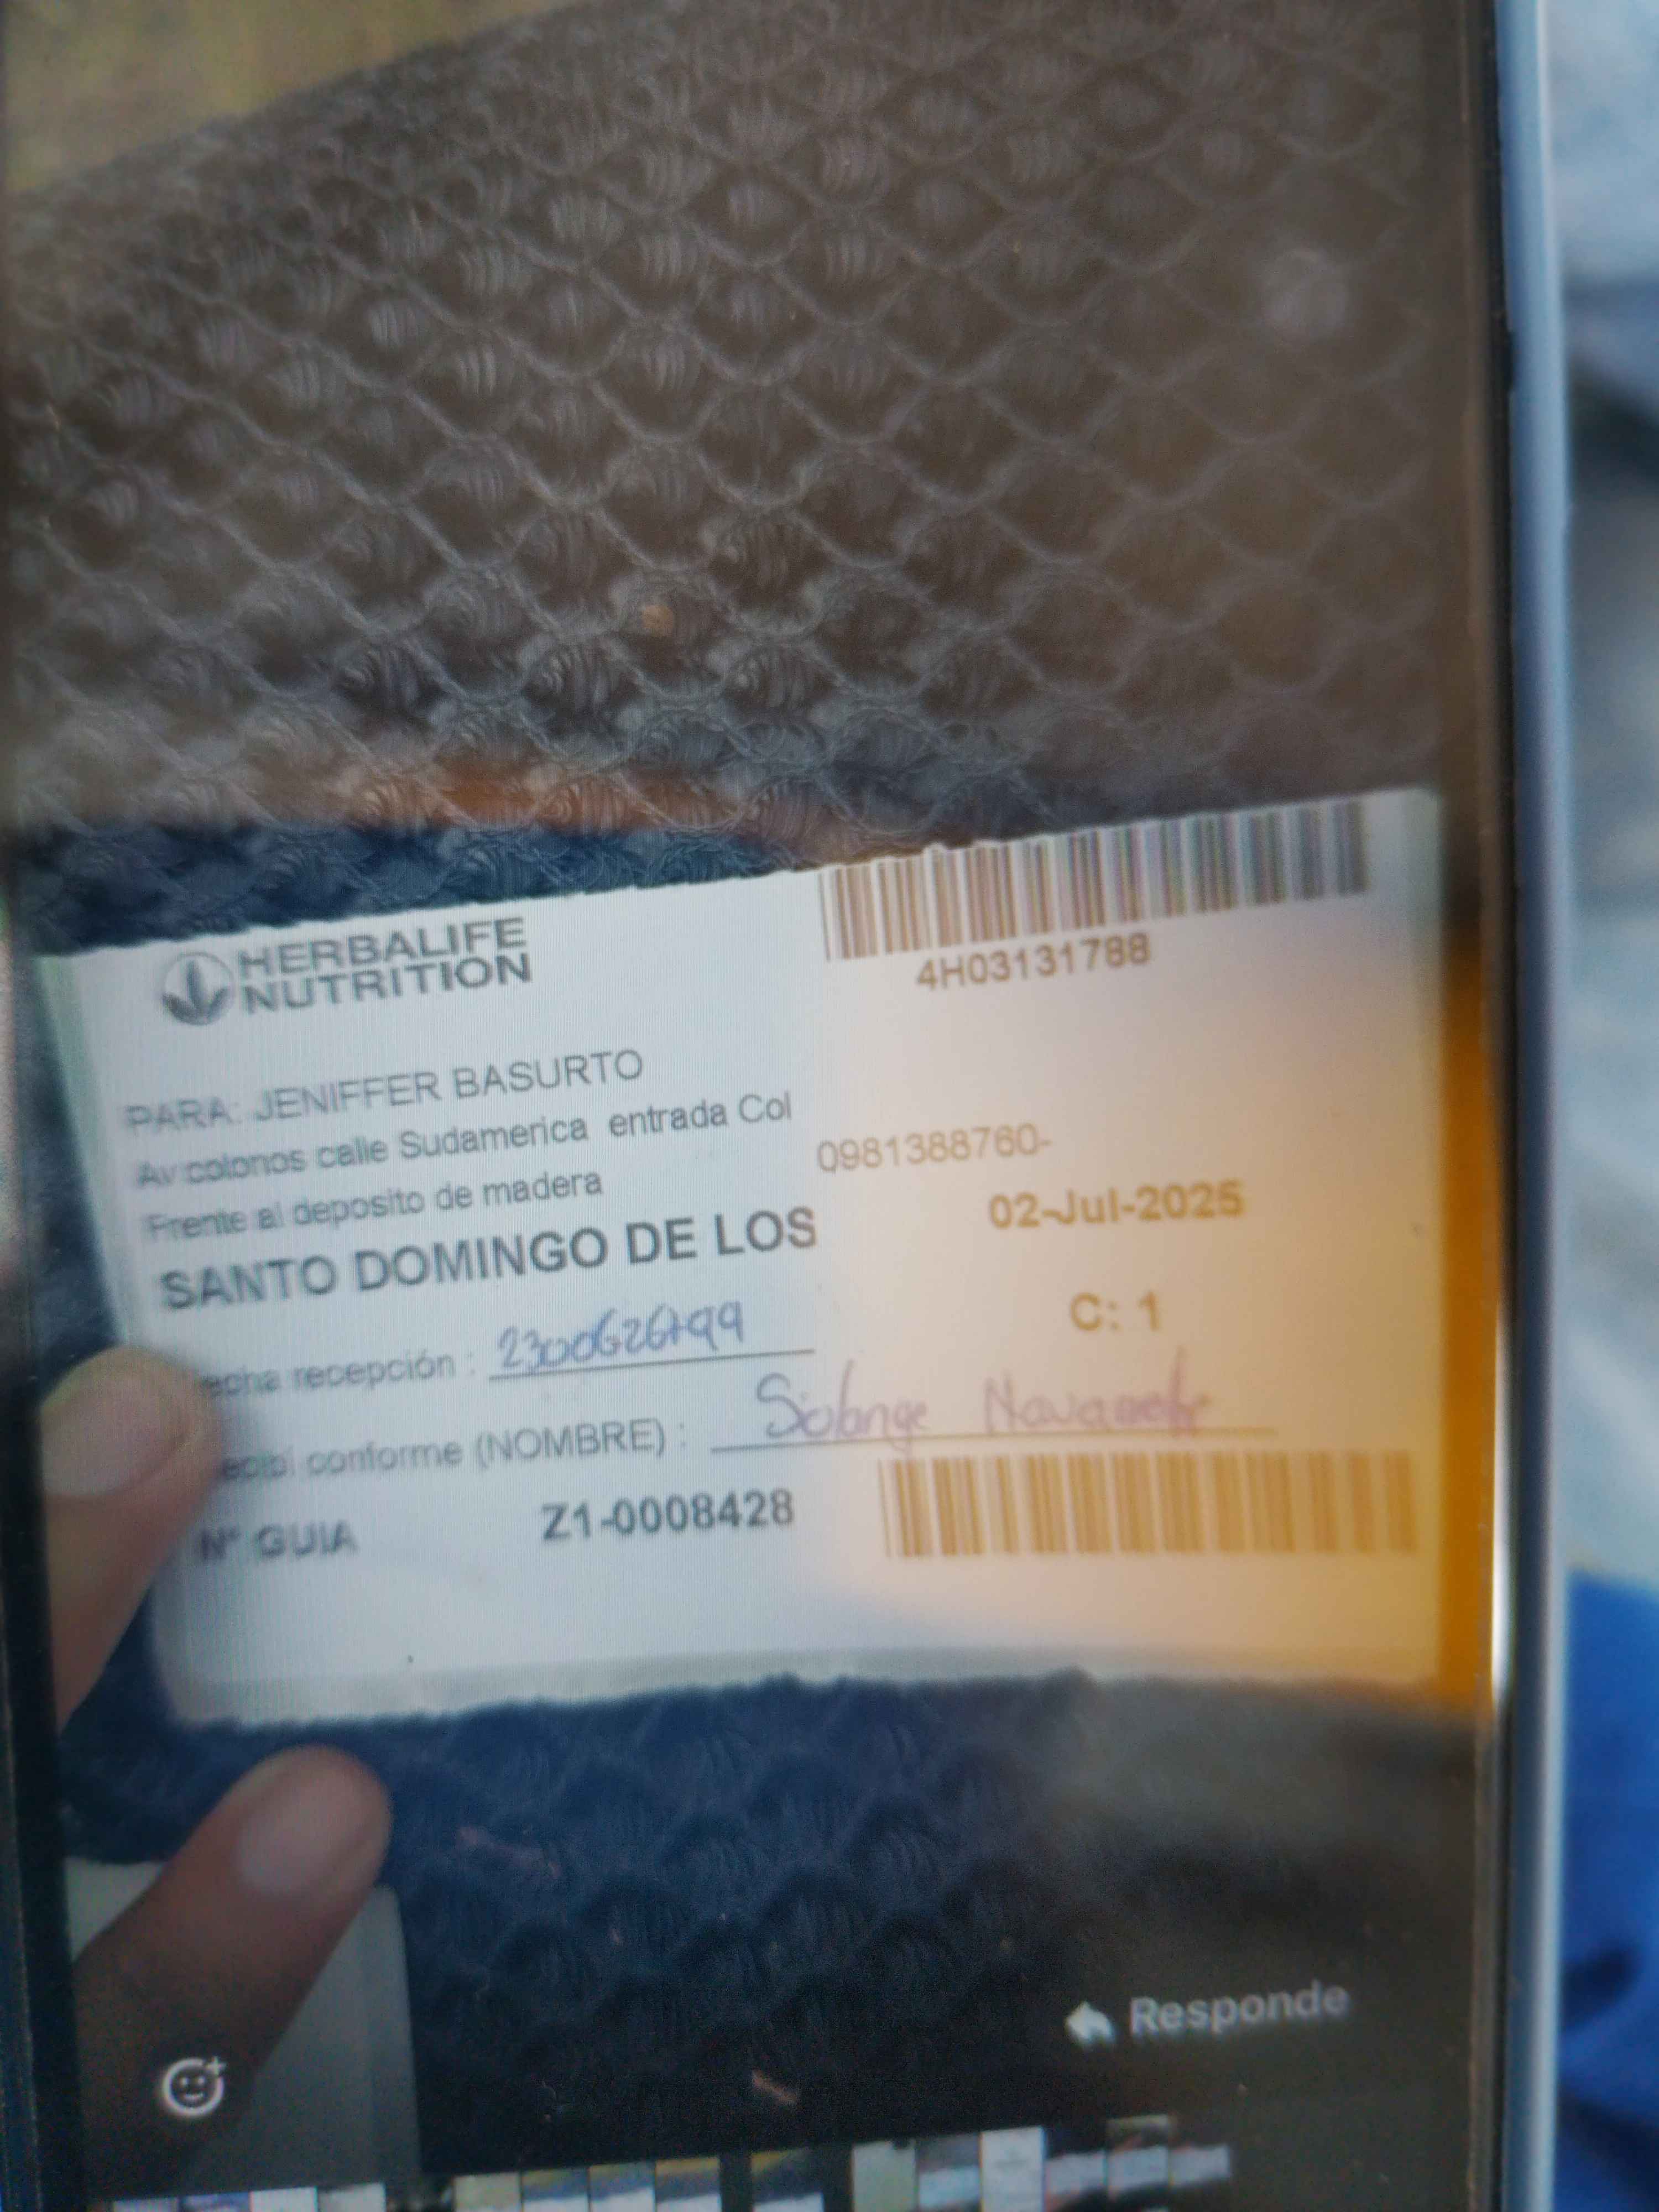 HERBALIFE
NUTRITION
4H03131788
PARA: JENIFFER BASURTO
Av colonos calle Sudamerica entrada Col
0981388760-
Frente al deposito de madera
02-Jul-2025
SANTO DOMINGO DE LOS
C: 1
echa recepción :
ecibi conforme (NOMBRE) : Solange Navarrete
N° GUIA Z1-0008428
Responde